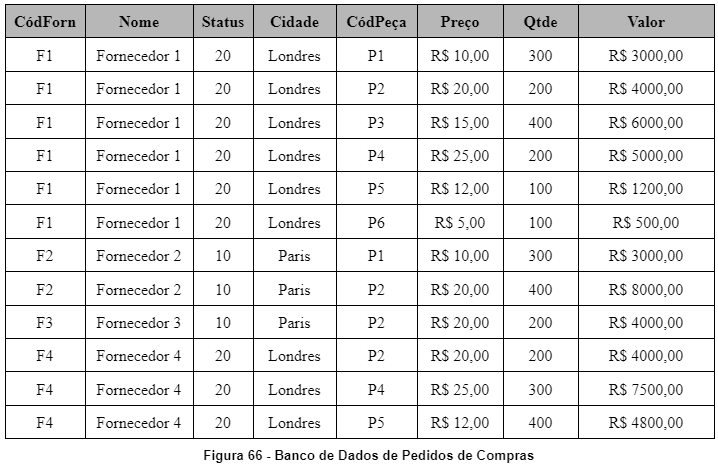 CódForn Nome Status Cidade CódPeça Preço Qtde Valor
F1 Fornecedor 1 20 Londres P1 R$ 10,00 300 R$ 3000,00
F1 Fornecedor 1 20 Londres P2 R$ 20,00 200 R$ 4000,00
F1 Fornecedor 1 20 Londres P3 R$ 15,00 400 R$ 6000,00
F1 Fornecedor 1 20 Londres P4 R$ 25,00 200 R$ 5000,00
F1 Fornecedor 1 20 Londres P5 R$ 12,00 100 R$ 1200,00
F1 Fornecedor 1 20 Londres P6 R$ 5,00 100 R$ 500,00
F2 Fornecedor 2 10 Paris P1 R$ 10,00 300 R$ 3000,00
F2 Fornecedor 2 10 Paris P2 R$ 20,00 400 R$ 8000,00
F3 Fornecedor 3 10 Paris P2 R$ 20,00 200 R$ 4000,00
F4 Fornecedor 4 20 Londres P2 R$ 20,00 200 R$ 4000,00
F4 Fornecedor 4 20 Londres P4 R$ 25,00 300 R$ 7500,00
F4 Fornecedor 4 20 Londres P5 R$ 12,00 400 R$ 4800,00
Figura 66 - Banco de Dados de Pedidos de Compras